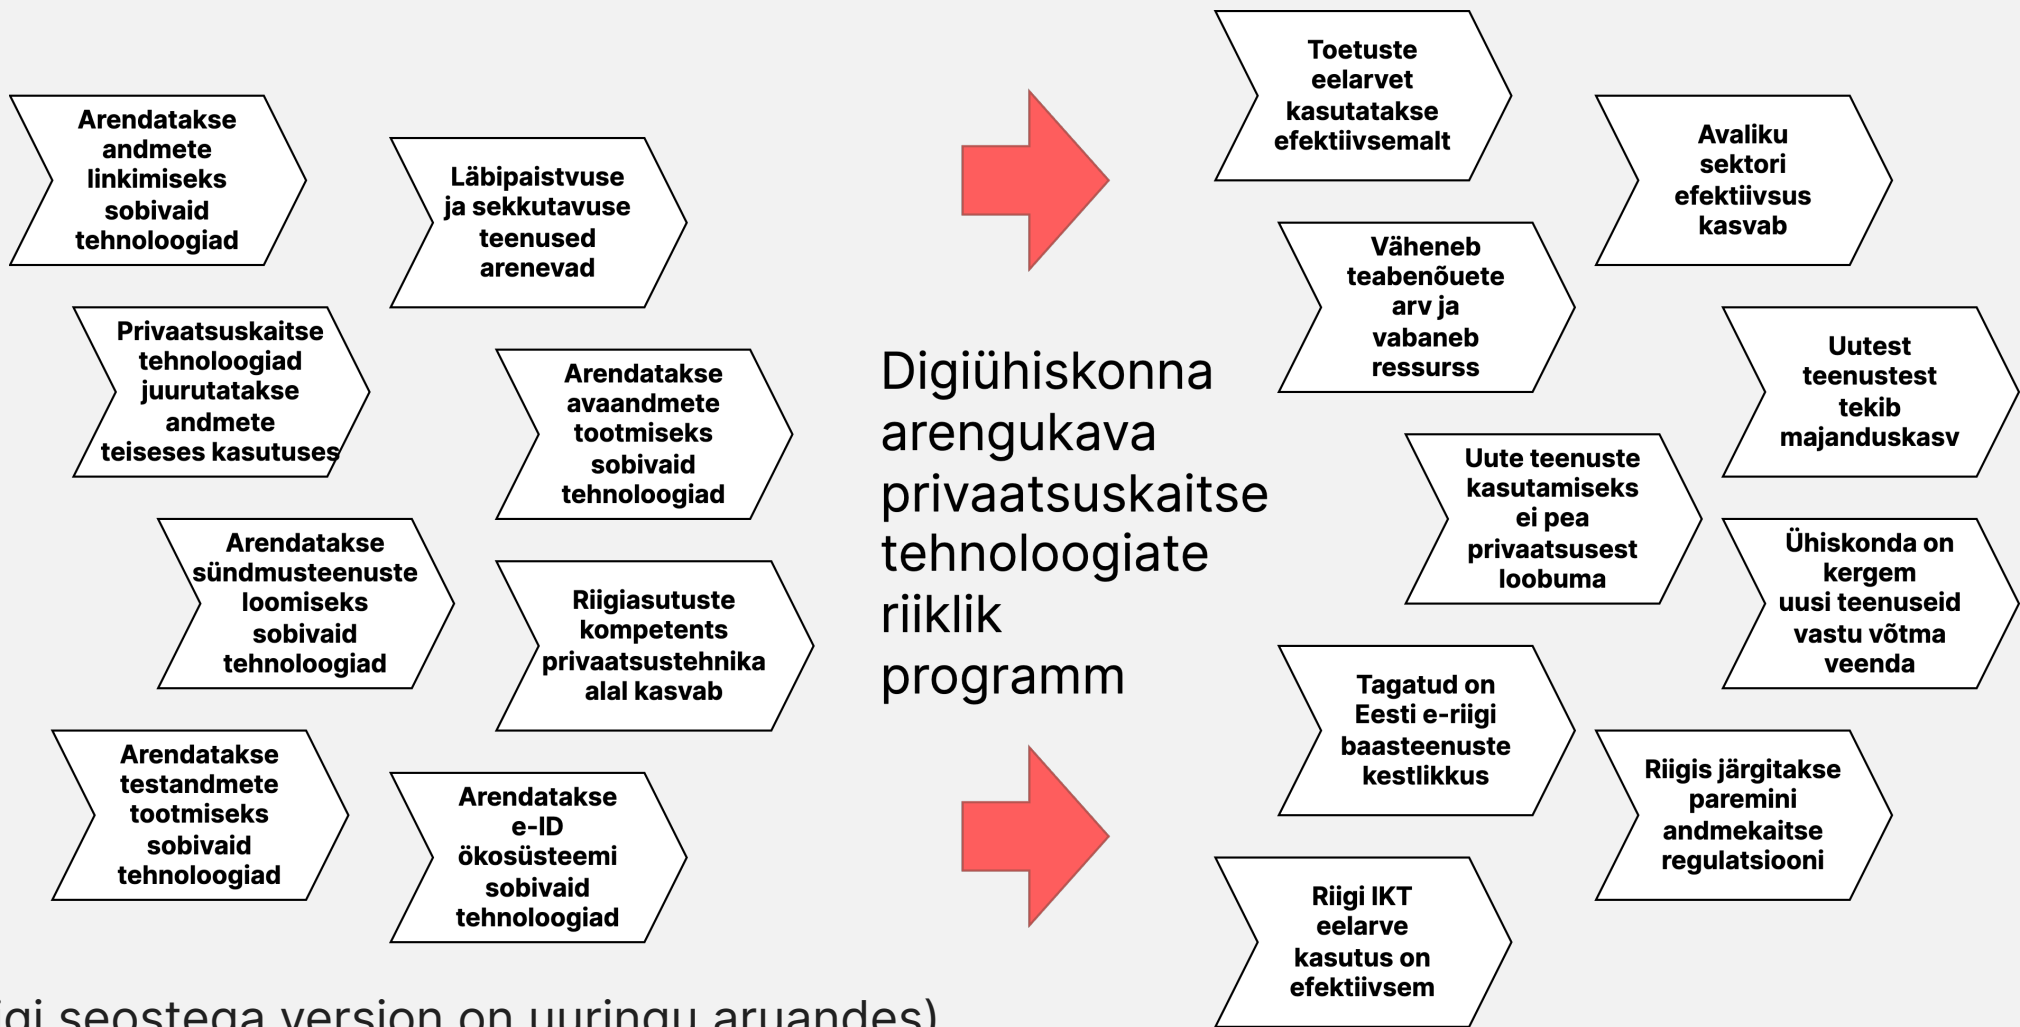 Arendatakse
andmete
linkimiseks
sobivaid
tehnoloogiad
Läbipaistvuse
ja sekkutavuse
teenused
arenevad
Privaatsuskaitse
tehnoloogiad
juurutatakse
andmete
teiseses kasutuses
Arendatakse
avaandmete
tootmiseks
sobivaid
tehnoloogiad
Arendatakse
sündmusteenuste
loomiseks
sobivaid
tehnoloogiad
Riigiasutuste
kompetents
privaatsustehnika
alal kasvab
Arendatakse
testandmete
tootmiseks
sobivaid
tehnoloogiad
Arendatakse
e-ID
ökosüsteemi
sobivaid
tehnoloogiad
Digiühiskonna
arengukava
privaatsuskaitse
tehnoloogiate
riiklik
programm
Toetuste
eelarvet
kasutatakse
efektiivsemalt
Avaliku
sektori
efektiivsus
kasvab
Väheneb
teabenõuete
arv ja
vabaneb
ressurss
Uutest
teenustest
tekib
majanduskasv
Uute teenuste
kasutamiseks
ei pea
privaatsusest
loobuma
Ühiskonda on
kergem
uusi teenuseid
vastu võtma
veenda
Tagatud on
Eesti e-riigi
baasteenuste
kestlikkus
Riigis järgitakse
paremini
andmekaitse
regulatsiooni
Riigi IKT
eelarve
kasutus on
efektiivsem
seostega version on uuringu aruandes)